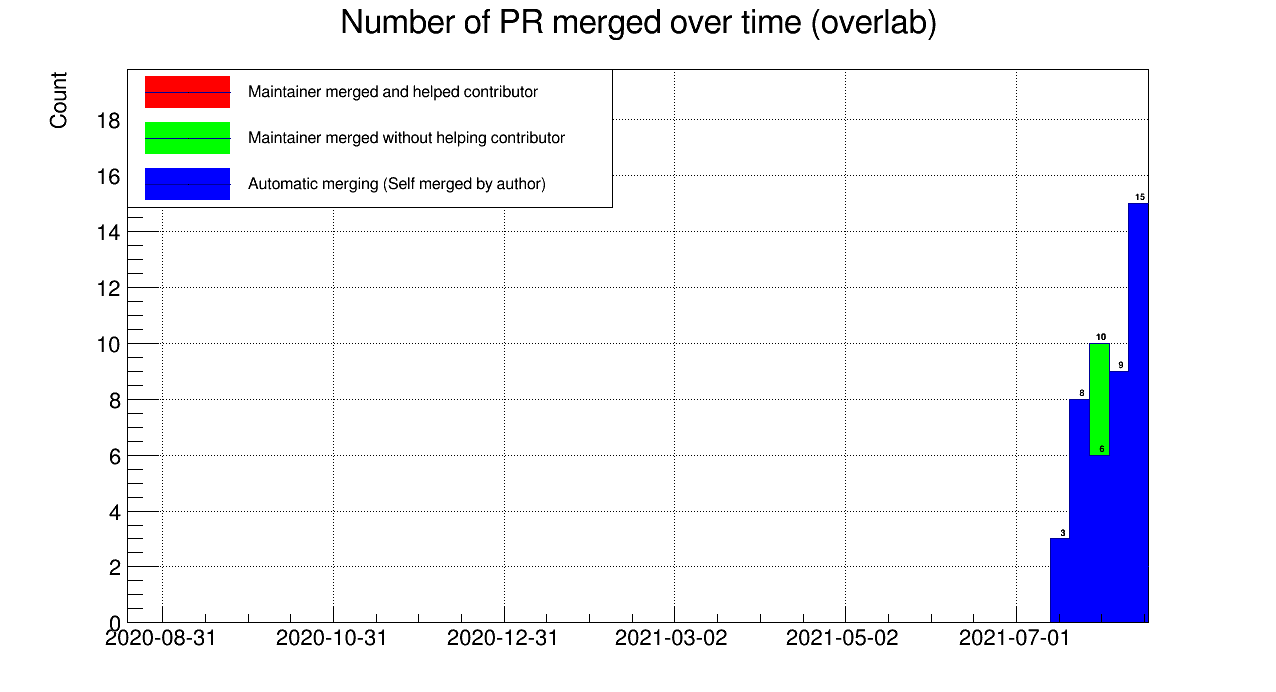 Number of PR merged over time (overlab)
Count
Maintainer merged and helped contributor
Maintainer merged without helping contributor
Automatic merging (Self merged by author)
18
16
14
12
10
8
6
4
2
0
15
10
9
8
6
3
2020-08-31 2020-10-31 2020-12-31 2021-03-02 2021-05-02 2021-07-01